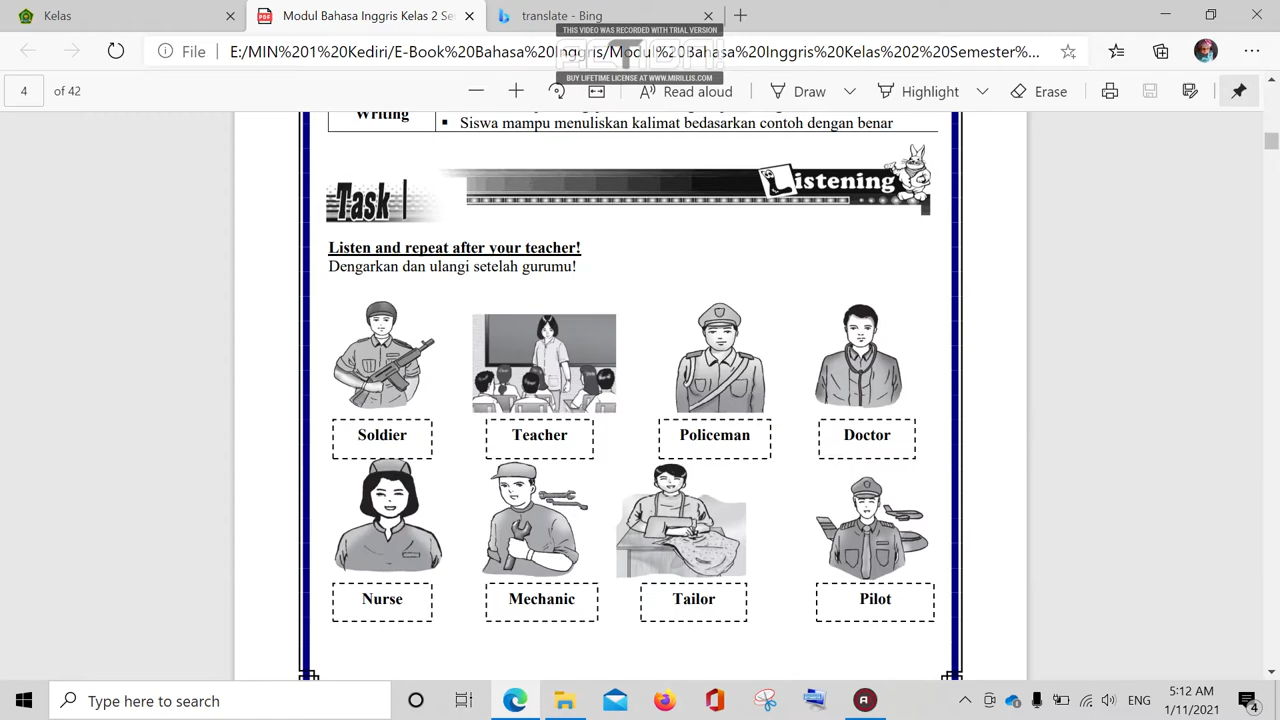 Kelas
Modul Bahasa Inggris Kelas 2 Se
translate - Bing
THIS VIDEO WAS RECORDED WITH TRIAL VERSION
ACTION!
BUY LIFETIME LICENSE AT WWW.MIRILLIS.COM
File
E:/MIN%201%20Kediri/E-Book%20Bahasa%20Inggris/Modul%20Bahasa%20Inggris%20Kelas%202%20Semester%...
4 of 42
Read aloud
Draw
Highlight
Erase
Writing
▪ Siswa mampu menuliskan kalimat bedasarkan contoh dengan benar
Task I
Listening
Listen and repeat after your teacher!
Dengarkan dan ulangi setelah gurumu!
Soldier
Teacher
Policeman
Doctor
Nurse
Mechanic
Tailor
Pilot
Type here to search
ENG
5:12 AM
1/11/2021
4